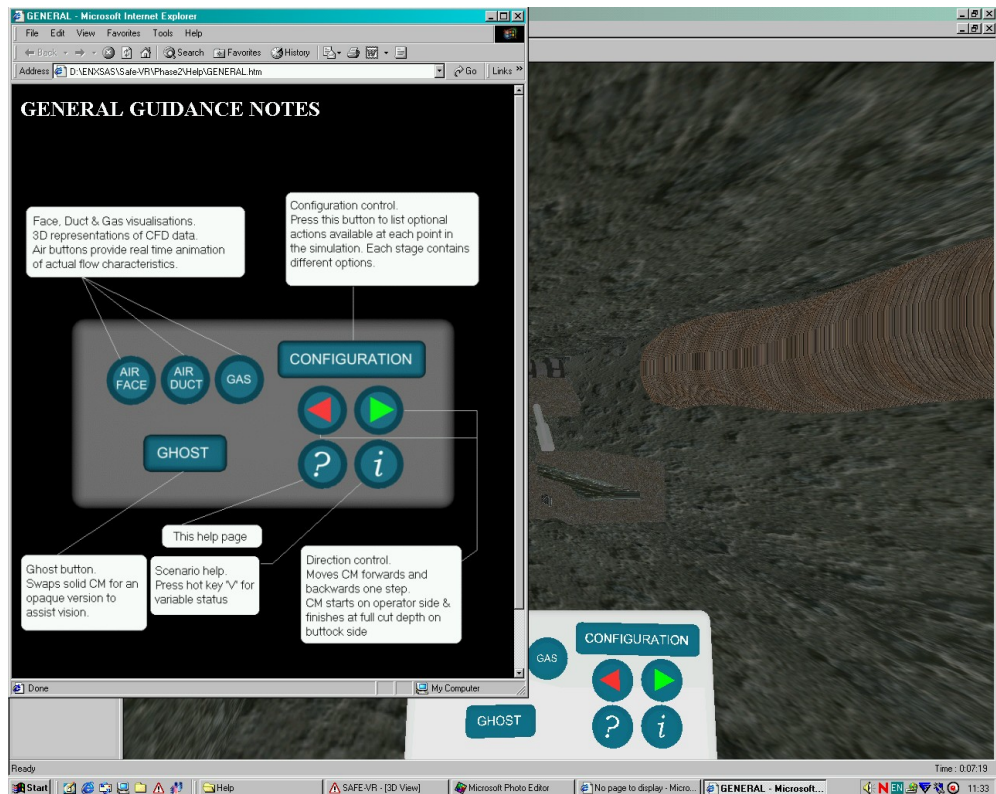 GENERAL - Microsoft Internet Explorer
File Edit View Favorites Tools Help
Back Search Favorites History
Address D:\ENXSAS\Safe-VR\Phase2\Help\GENERAL.htm Go Links »
GENERAL GUIDANCE NOTES
Face, Duct & Gas visualisations.
3D representations of CFD data.
Air buttons provide real time animation
of actual flow characteristics.
Configuration control.
Press this button to list optional
actions available at each point in
the simulation. Each stage contains
different options.
AIR
FACE
AIR
DUCT
GAS
CONFIGURATION
GHOST
?
i
This help page
Ghost button.
Swaps solid CM for an
opaque version to
assist vision.
Scenario help.
Press hot key "V" for
variable status
Direction control.
Moves CM forwards and
backwards one step.
CM starts on operator side &
finishes at full cut depth on
buttock side
Done My Computer
GAS
CONFIGURATION
GHOST
?
i
Ready Time : 0:07:19
Start Help SAFE-VR - [3D View] Microsoft Photo Editor No page to display - Micro... GENERAL - Microsoft... N EN 11:33